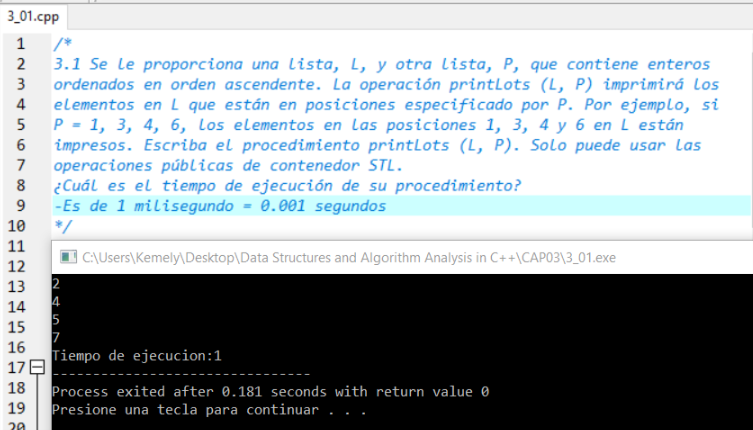 3_01.cpp
1 /*
2 3.1 Se le proporciona una lista, L, y otra lista, P, que contiene enteros
3 ordenados en orden ascendente. La operación printLots (L, P) imprimirá los
4 elementos en L que están en posiciones especificado por P. Por ejemplo, si
5 P = 1, 3, 4, 6, los elementos en las posiciones 1, 3, 4 y 6 en L están
6 impresos. Escriba el procedimiento printLots (L, P). Solo puede usar las
7 operaciones públicas de contenedor STL.
8 ¿Cuál es el tiempo de ejecución de su procedimiento?
9 -Es de 1 milisegundo = 0.001 segundos
10 */
11
12
13
14
15
16
17
18
19
20
C:\Users\Kemely\Desktop\Data Structures and Algorithm Analysis in C++\CAP03\3_01.exe
2
4
5
7
Tiempo de ejecucion:1
--------------------------------
Process exited after 0.181 seconds with return value 0
Presione una tecla para continuar . . .